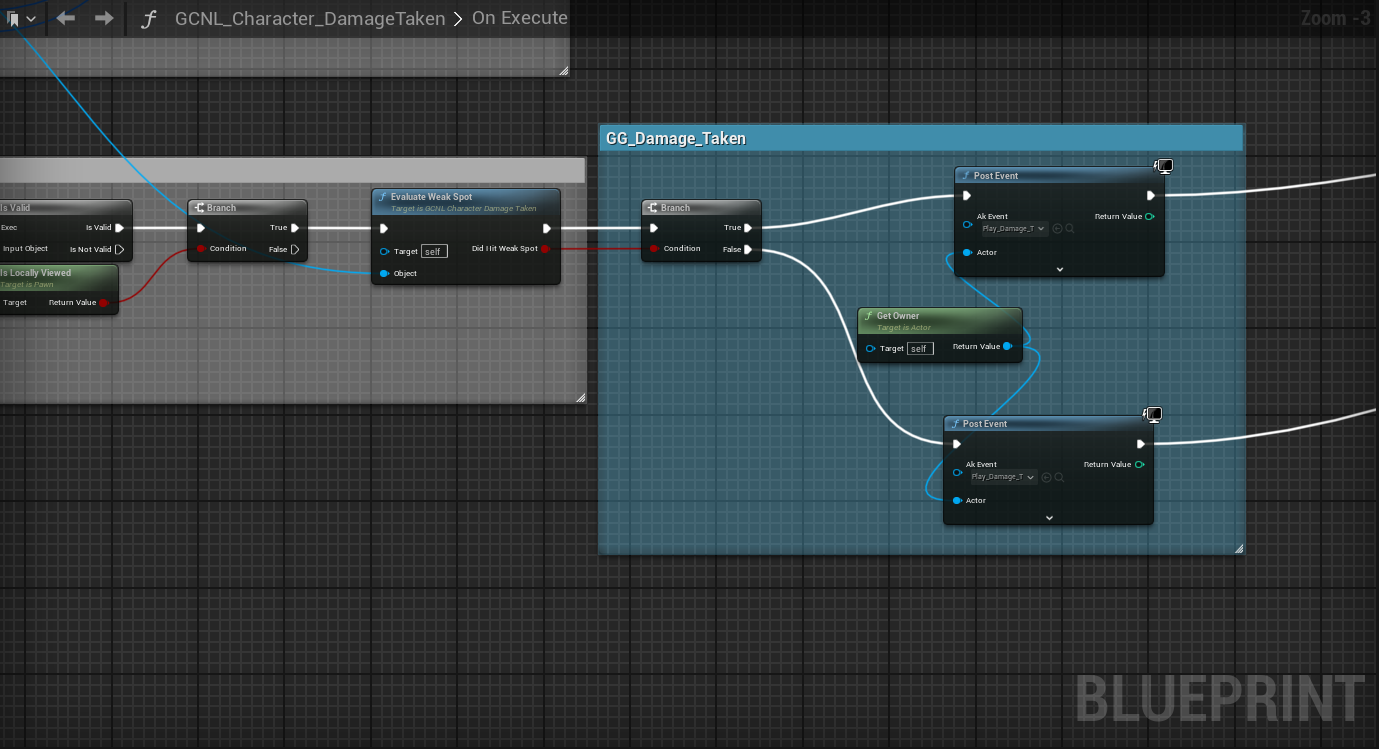 GCNL_Character_DamageTaken
On Execute
Zoom -3
GG_Damage_Taken
Is Valid
Exec
Is Valid
Input Object
Is Not Valid
Is Locally Viewed
Target is Pawn
Target
Return Value
Branch
True
Condition
False
Evaluate Weak Spot
Target is GCNL Character Damage Taken
Target
self
Did I Hit Weak Spot
Object
Branch
True
Condition
False
Post Event
Ak Event
Return Value
Play_Damage_T
Actor
Get Owner
Target is Actor
Target
self
Return Value
Post Event
Ak Event
Return Value
Play_Damage_T
Actor
BLUEPRINT